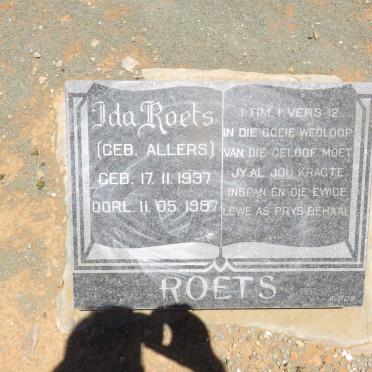 Ida Roets
(GEB. ALLERS)
GEB. 17. 11. 1937
OORL. 11. 05. 1987
1 TIM. 1 VERS 12
IN DIE GOEIE WEDLOOP
VAN DIE GELOOF MOET
JY AL JOU KRAGTE
INSPAN EN DIE EWIGE
LEWE AS PRYS BEHAAL
ROETS